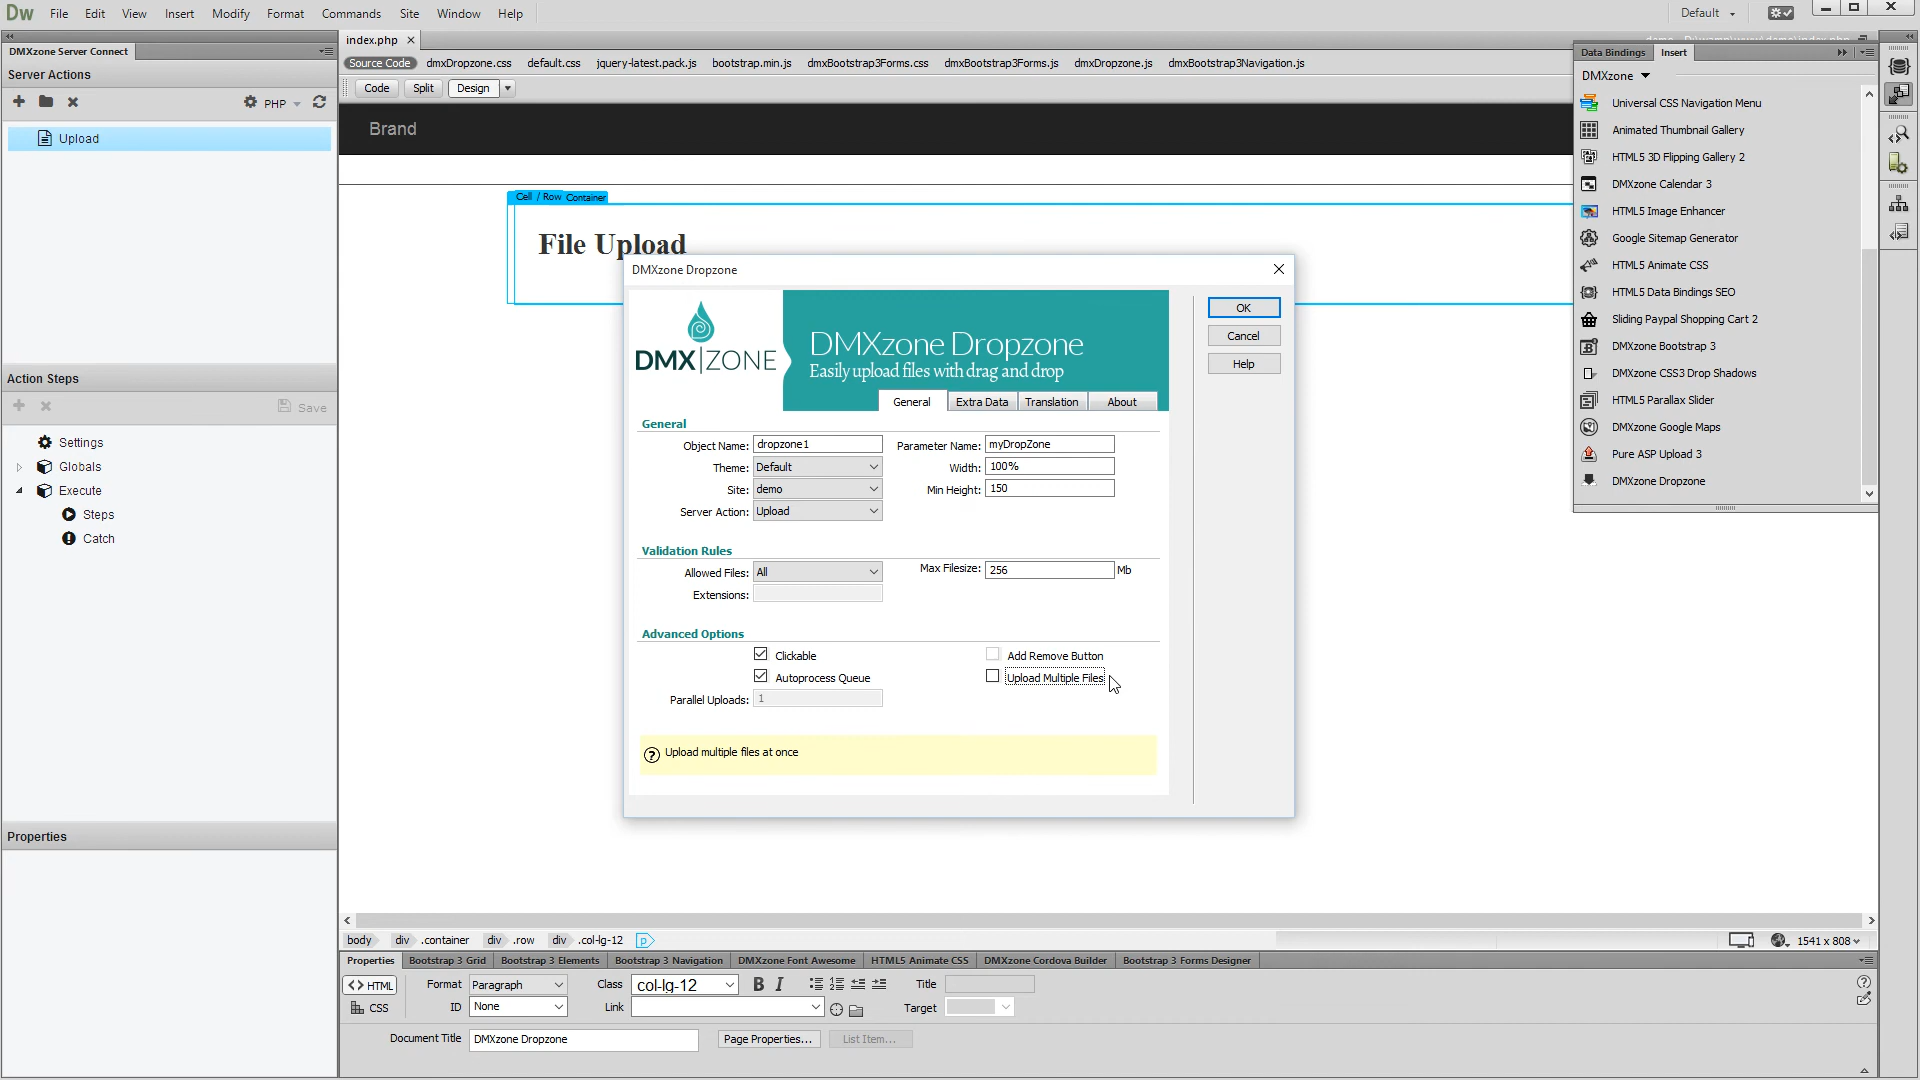 Dw File Edit View Insert Modify Format Commands Site Window Help Default
DMXzone Server Connect
Server Actions
PHP
Upload
Action Steps
Save
Settings
Globals
Execute
Steps
Catch
Properties
index.php
Source Code dmxDropzone.css default.css jquery-latest.pack.js bootstrap.min.js dmxBootstrap3Forms.css dmxBootstrap3Forms.js dmxDropzone.js dmxBootstrap3Navigation.js
Code Split Design
Brand
Cell / Row Container
File Upload
DMXzone Dropzone
DMX|ZONE
DMXzone Dropzone
Easily upload files with drag and drop
General Extra Data Translation About
OK
Cancel
Help
General
Object Name: dropzone1 Parameter Name: myDropZone
Theme: Default Width: 100%
Site: demo Min Height: 150
Server Action: Upload
Validation Rules
Allowed Files: All Max Filesize: 256 Mb
Extensions:
Advanced Options
Clickable Add Remove Button
Autoprocess Queue Upload Multiple Files
Parallel Uploads: 1
? Upload multiple files at once
Data Bindings Insert
DMXzone
Universal CSS Navigation Menu
Animated Thumbnail Gallery
HTML5 3D Flipping Gallery 2
DMXzone Calendar 3
HTML5 Image Enhancer
Google Sitemap Generator
HTML5 Animate CSS
HTML5 Data Bindings SEO
Sliding Paypal Shopping Cart 2
DMXzone Bootstrap 3
DMXzone CSS3 Drop Shadows
HTML5 Parallax Slider
DMXzone Google Maps
Pure ASP Upload 3
DMXzone Dropzone
body div .container div .row div .col-lg-12 p 1541 x 808
Properties Bootstrap 3 Grid Bootstrap 3 Elements Bootstrap 3 Navigation DMXzone Font Awesome HTML5 Animate CSS DMXzone Cordova Builder Bootstrap 3 Forms Designer
<> HTML Format Paragraph Class col-lg-12 B I Title
CSS ID None Link Target
Document Title DMXzone Dropzone Page Properties... List Item...